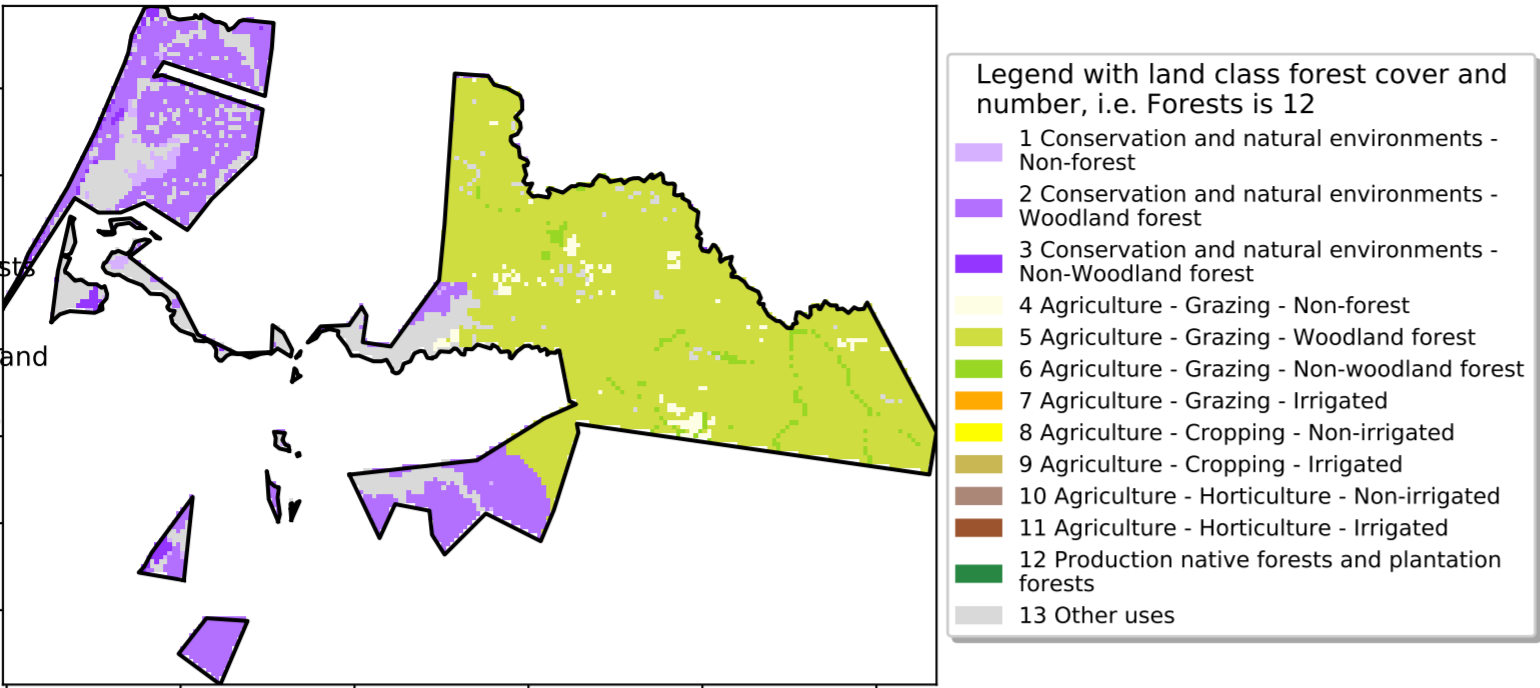 sts
and
Legend with land class forest cover and
number, i.e. Forests is 12
1 Conservation and natural environments -
Non-forest
2 Conservation and natural environments -
Woodland forest
3 Conservation and natural environments -
Non-Woodland forest
4 Agriculture - Grazing - Non-forest
5 Agriculture - Grazing - Woodland forest
6 Agriculture - Grazing - Non-woodland forest
7 Agriculture - Grazing - Irrigated
8 Agriculture - Cropping - Non-irrigated
9 Agriculture - Cropping - Irrigated
10 Agriculture - Horticulture - Non-irrigated
11 Agriculture - Horticulture - Irrigated
12 Production native forests and plantation
forests
13 Other uses